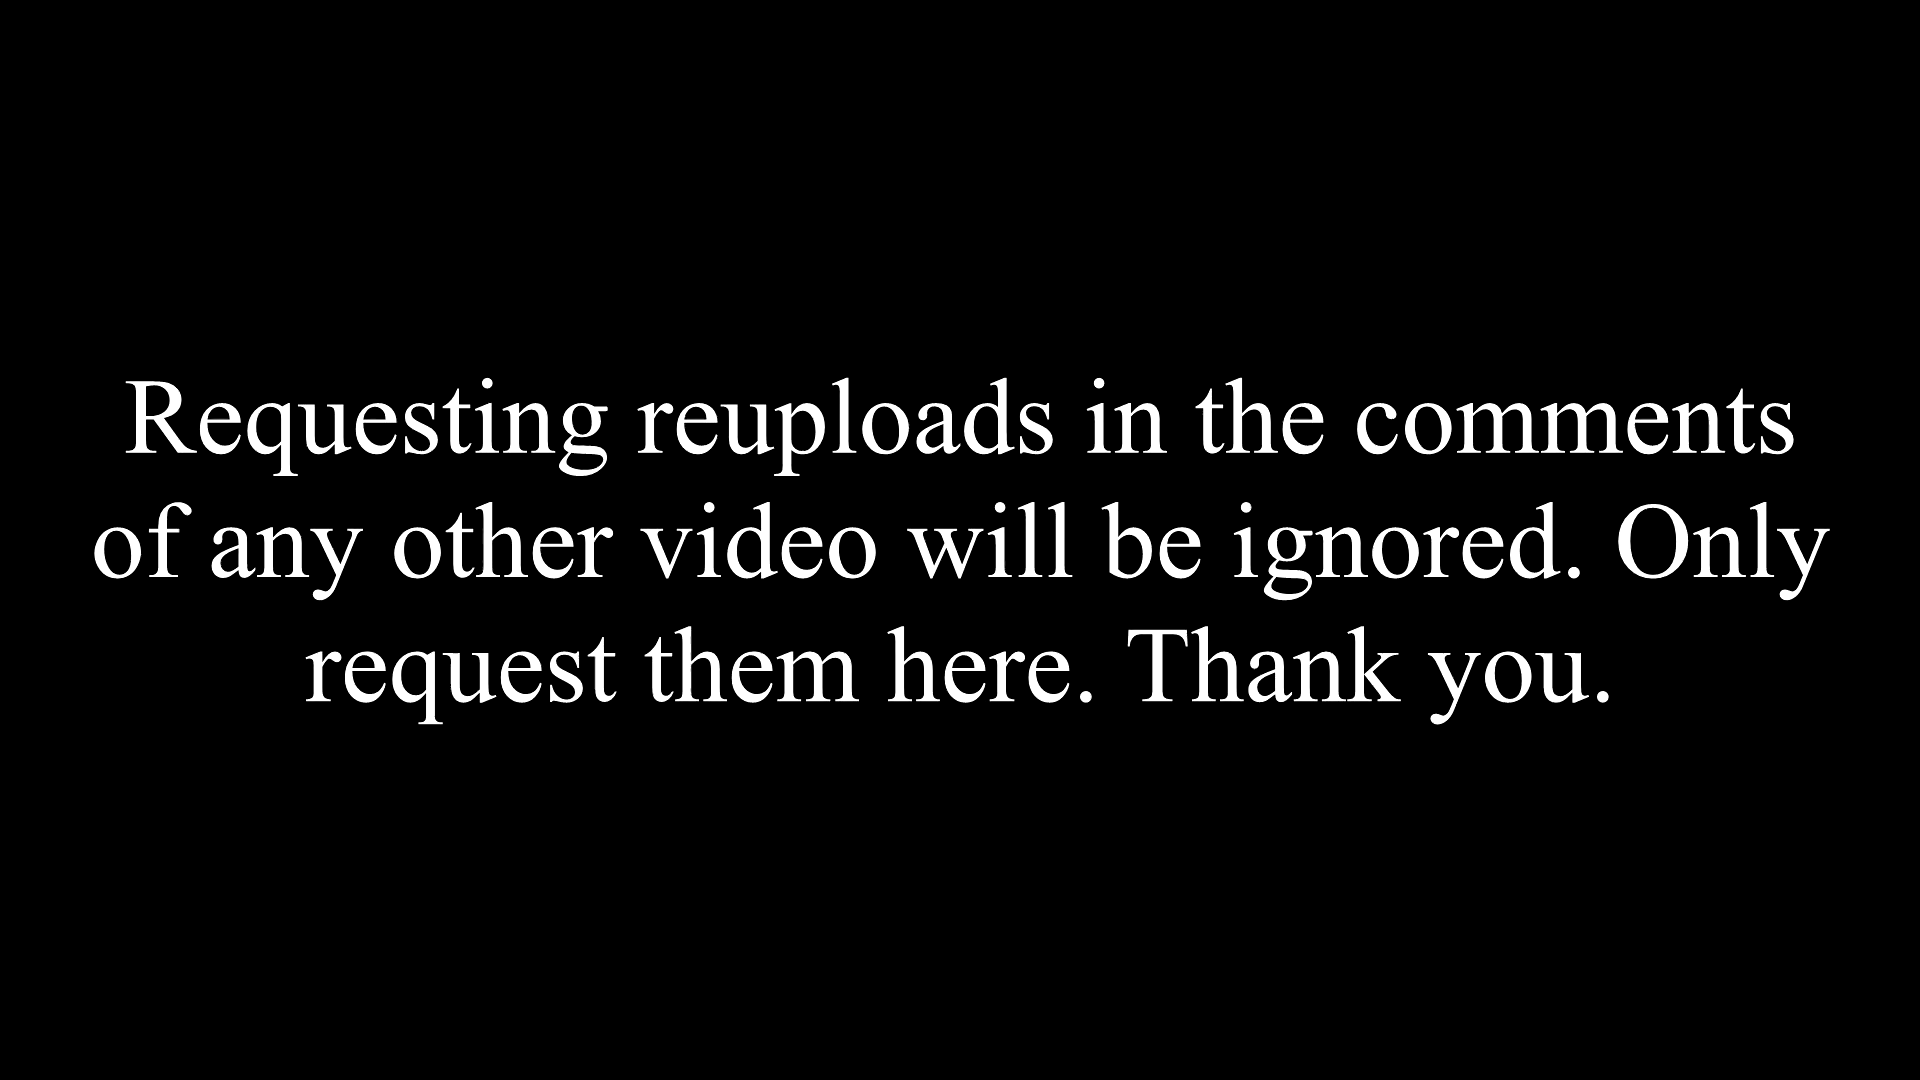 Requesting reuploads in the comments
of any other video will be ignored. Only
request them here. Thank you.